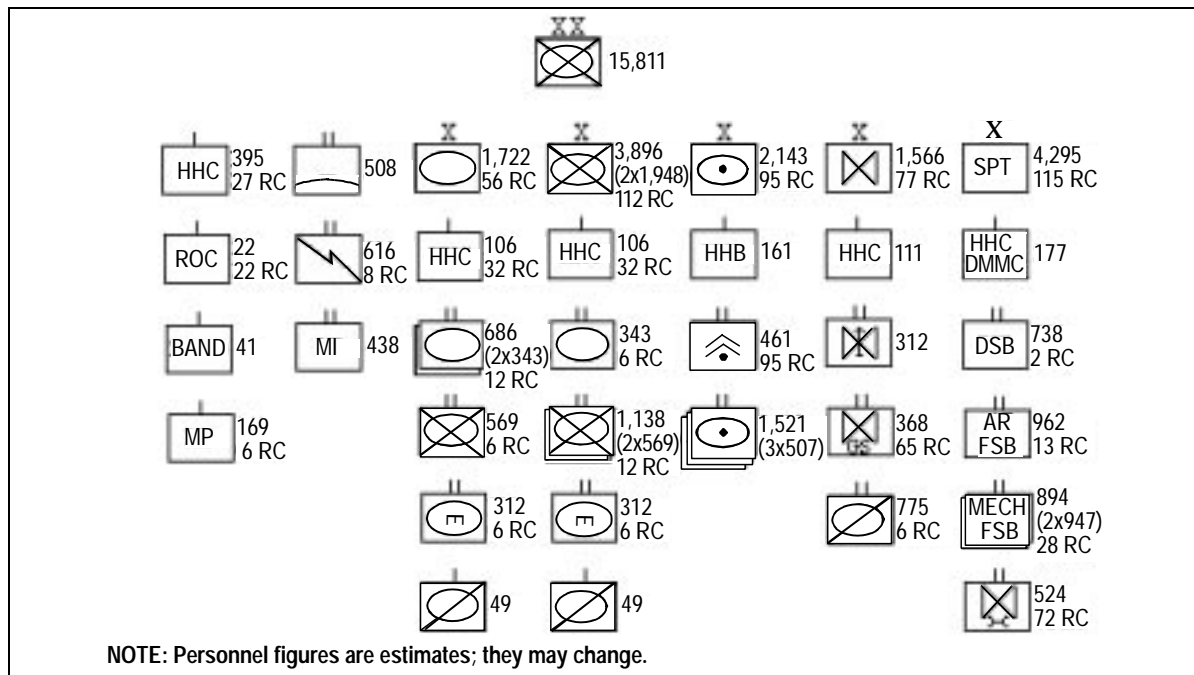 XX
15,811
X
X
X
X
X
HHC
395
27 RC
508
1,722
56 RC
3,896
(2x1,948)
112 RC
2,143
95 RC
1,566
77 RC
SPT
4,295
115 RC
ROC
22
22 RC
616
8 RC
HHC
106
32 RC
HHC
106
32 RC
HHB
161
HHC
111
HHC
DMMC
177
BAND
41
MI
438
686
(2x343)
12 RC
343
6 RC
461
95 RC
312
DSB
738
2 RC
MP
169
6 RC
569
6 RC
1,138
(2x569)
12 RC
1,521
(3x507)
GS
368
65 RC
AR
FSB
962
13 RC
E
312
6 RC
E
312
6 RC
775
6 RC
MECH
FSB
894
(2x947)
28 RC
49
49
524
72 RC
NOTE: Personnel figures are estimates; they may change.